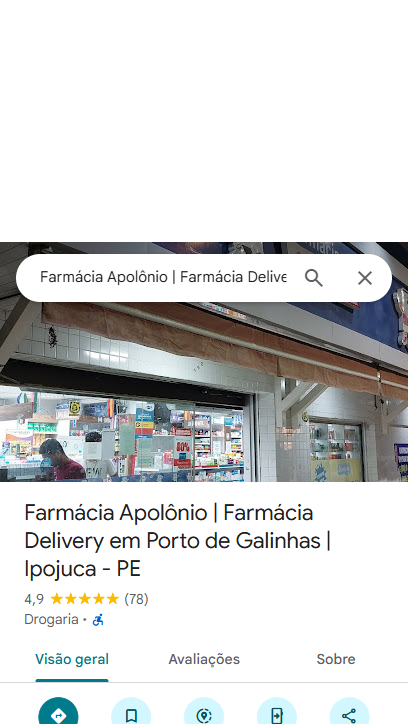 Farmácia Apolônio | Farmácia Delive
80%
Farmácia Apolônio | Farmácia
Delivery em Porto de Galinhas |
Ipojuca - PE
4,9 (78)
Drogaria ·
Visão geral
Avaliações
Sobre